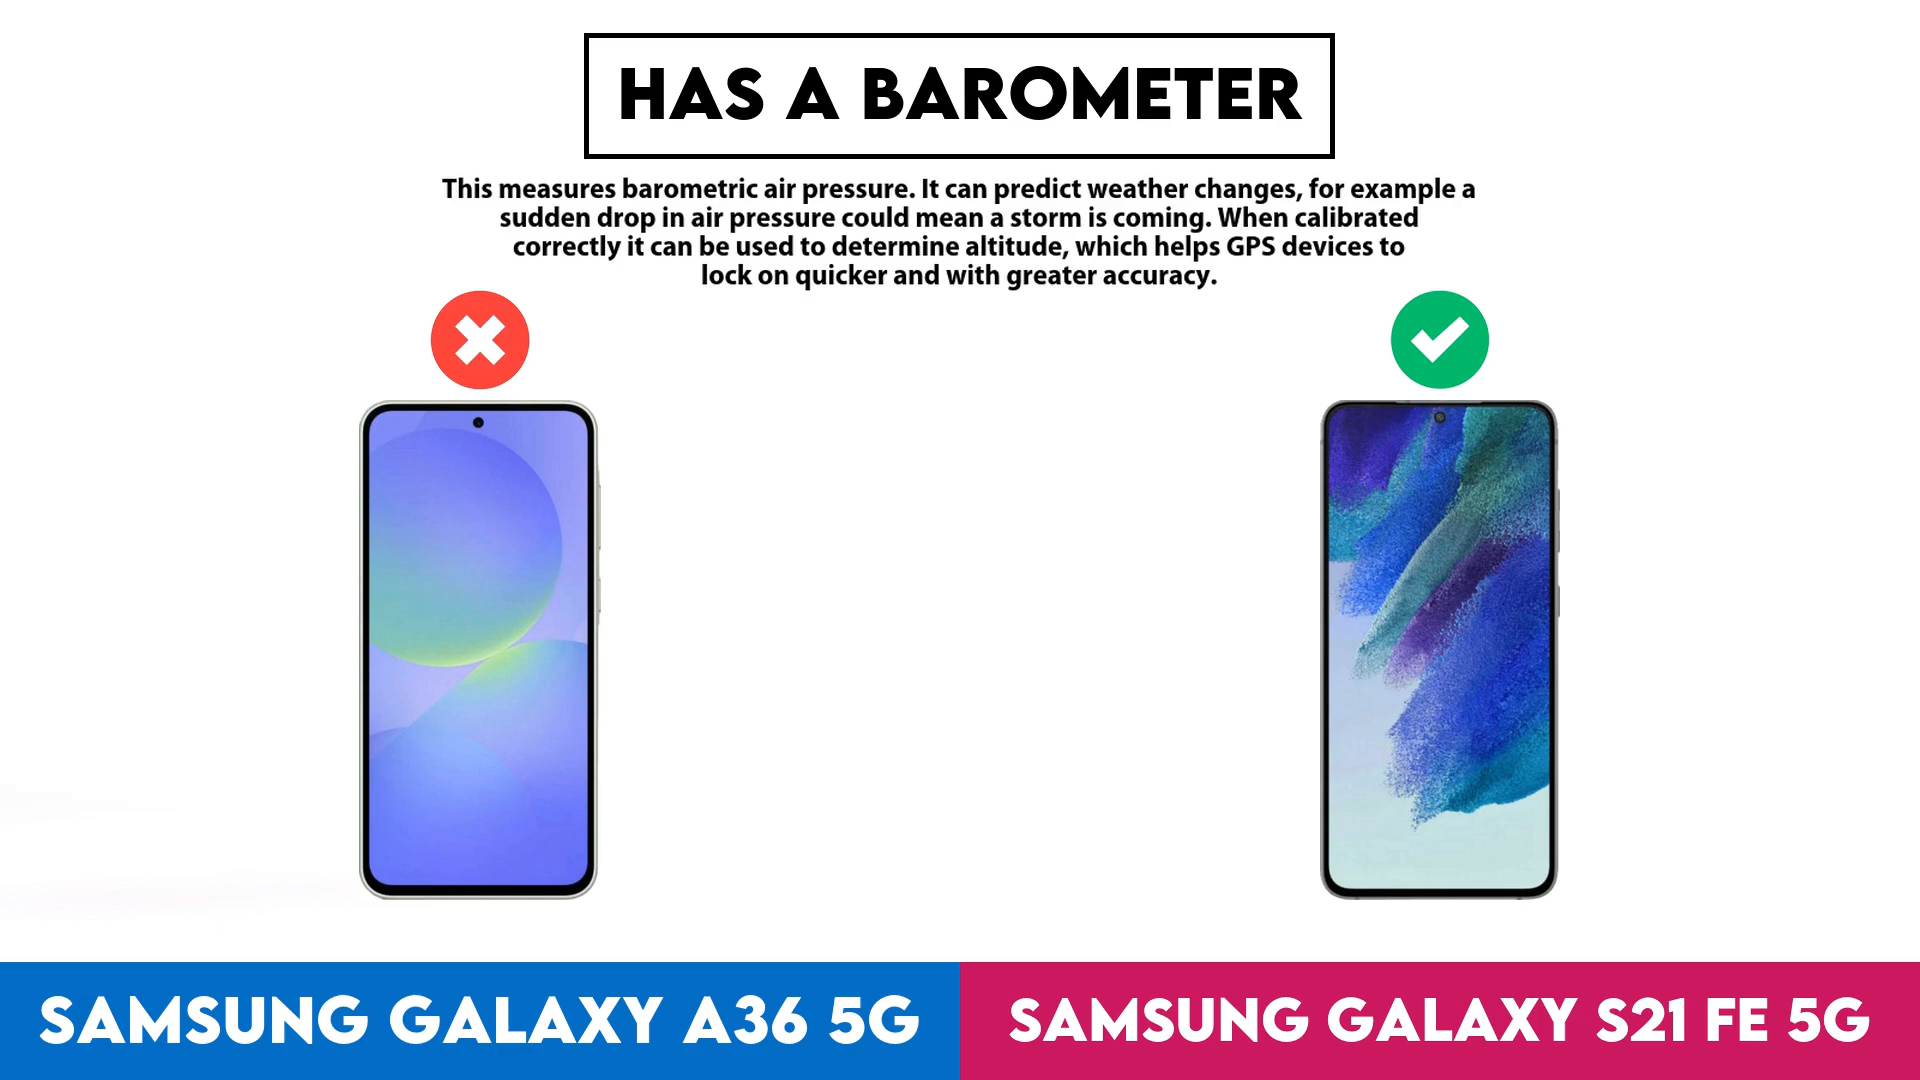 HAS A BAROMETER
This measures barometric air pressure. It can predict weather changes, for example a
sudden drop in air pressure could mean a storm is coming. When calibrated
correctly it can be used to determine altitude, which helps GPS devices to
lock on quicker and with greater accuracy.
SAMSUNG GALAXY A36 5G
SAMSUNG GALAXY S21 FE 5G